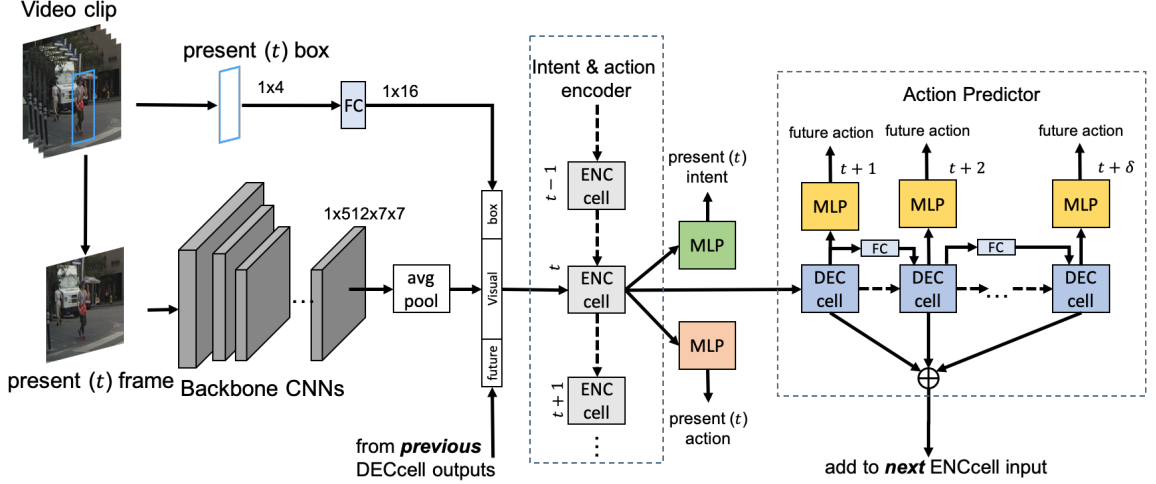 Video clip
present (t) box
1x4
FC
1x16
present (t) frame
1x512x7x7
...
Backbone CNNs
avg
pool
box
Visual
future
from previous
DECcell outputs
Intent & action
encoder
t − 1
ENC
cell
t
ENC
cell
t + 1
ENC
cell
...
present (t)
intent
MLP
MLP
present (t)
action
Action Predictor
future action
future action
future action
t + 1
t + 2
t + δ
MLP
MLP
MLP
FC
FC
DEC
cell
DEC
cell
...
DEC
cell
add to next ENCcell input